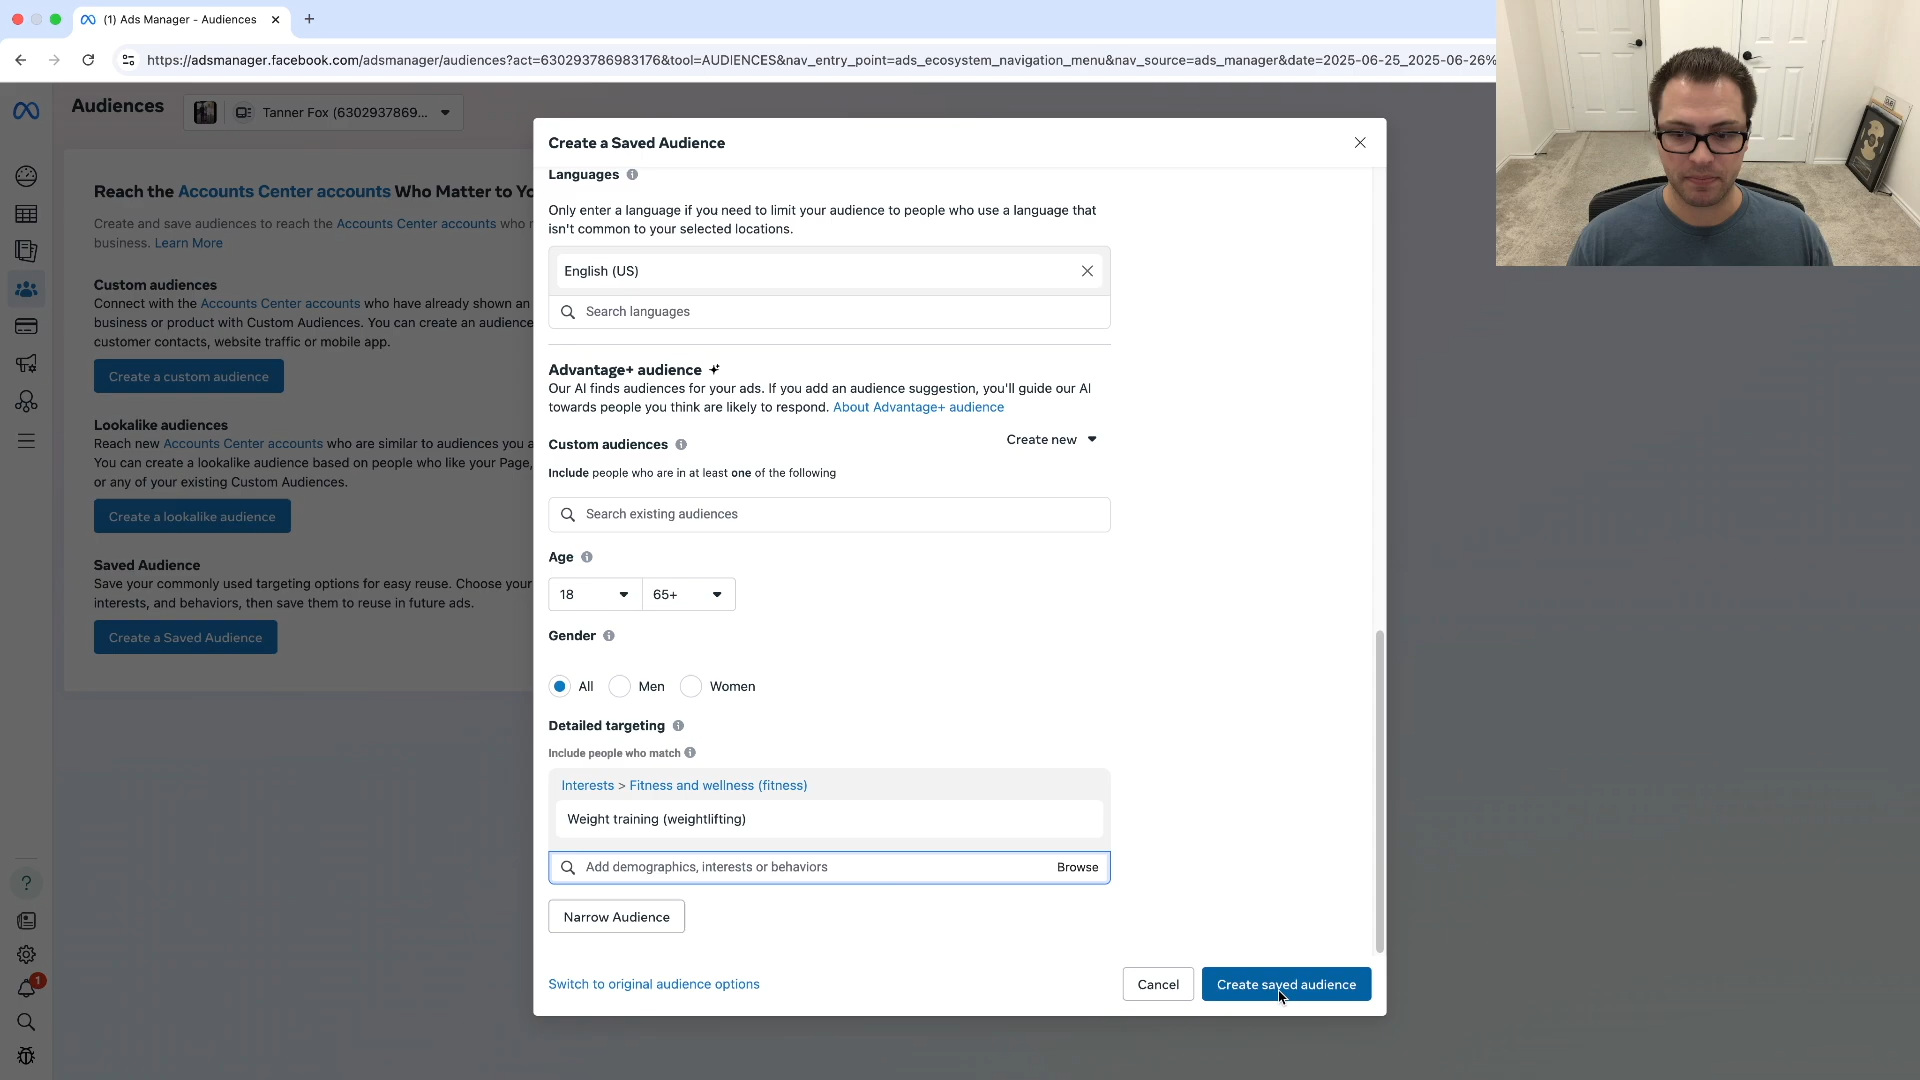 (1) Ads Manager - Audiences
https://adsmanager.facebook.com/adsmanager/audiences?act=630293786983176&tool=AUDIENCES&nav_entry_point=ads_ecosystem_navigation_menu&nav_source=ads_manager&date=2025-06-25_2025-06-26%
Audiences
Tanner Fox (6302937869...
Reach the Accounts Center accounts Who Matter to Yo
Create and save audiences to reach the Accounts Center accounts who
business. Learn More
Custom audiences
Connect with the Accounts Center accounts who have already shown an
business or product with Custom Audiences. You can create an audience
customer contacts, website traffic or mobile app.
Create a custom audience
Lookalike audiences
Reach new Accounts Center accounts who are similar to audiences you a
You can create a lookalike audience based on people who like your Page,
or any of your existing Custom Audiences.
Create a lookalike audience
Saved Audience
Save your commonly used targeting options for easy reuse. Choose your
interests, and behaviors, then save them to reuse in future ads.
Create a Saved Audience
1
Create a Saved Audience
Languages
Only enter a language if you need to limit your audience to people who use a language that
isn't common to your selected locations.
English (US)
Search languages
Advantage+ audience
Our AI finds audiences for your ads. If you add an audience suggestion, you'll guide our AI
towards people you think are likely to respond. About Advantage+ audience
Custom audiences
Create new
Include people who are in at least one of the following
Search existing audiences
Age
18
65+
Gender
All
Men
Women
Detailed targeting
Include people who match
Interests > Fitness and wellness (fitness)
Weight training (weightlifting)
Add demographics, interests or behaviors
Browse
Narrow Audience
Switch to original audience options
Cancel
Create saved audience